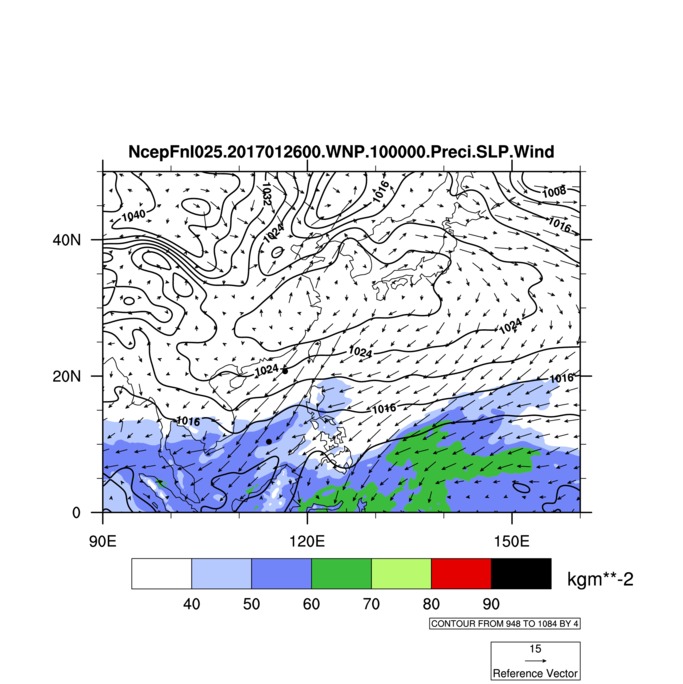 NcepFnl025.2017012600.WNP.100000.Preci.SLP.Wind
1040
1032
1016
1008
1016
1024
40N
1024
1024
1024
20N
1016
1016
1016
0
90E 120E 150E
40 50 60 70 80 90
kgm**-2
CONTOUR FROM 948 TO 1084 BY 4
15
Reference Vector